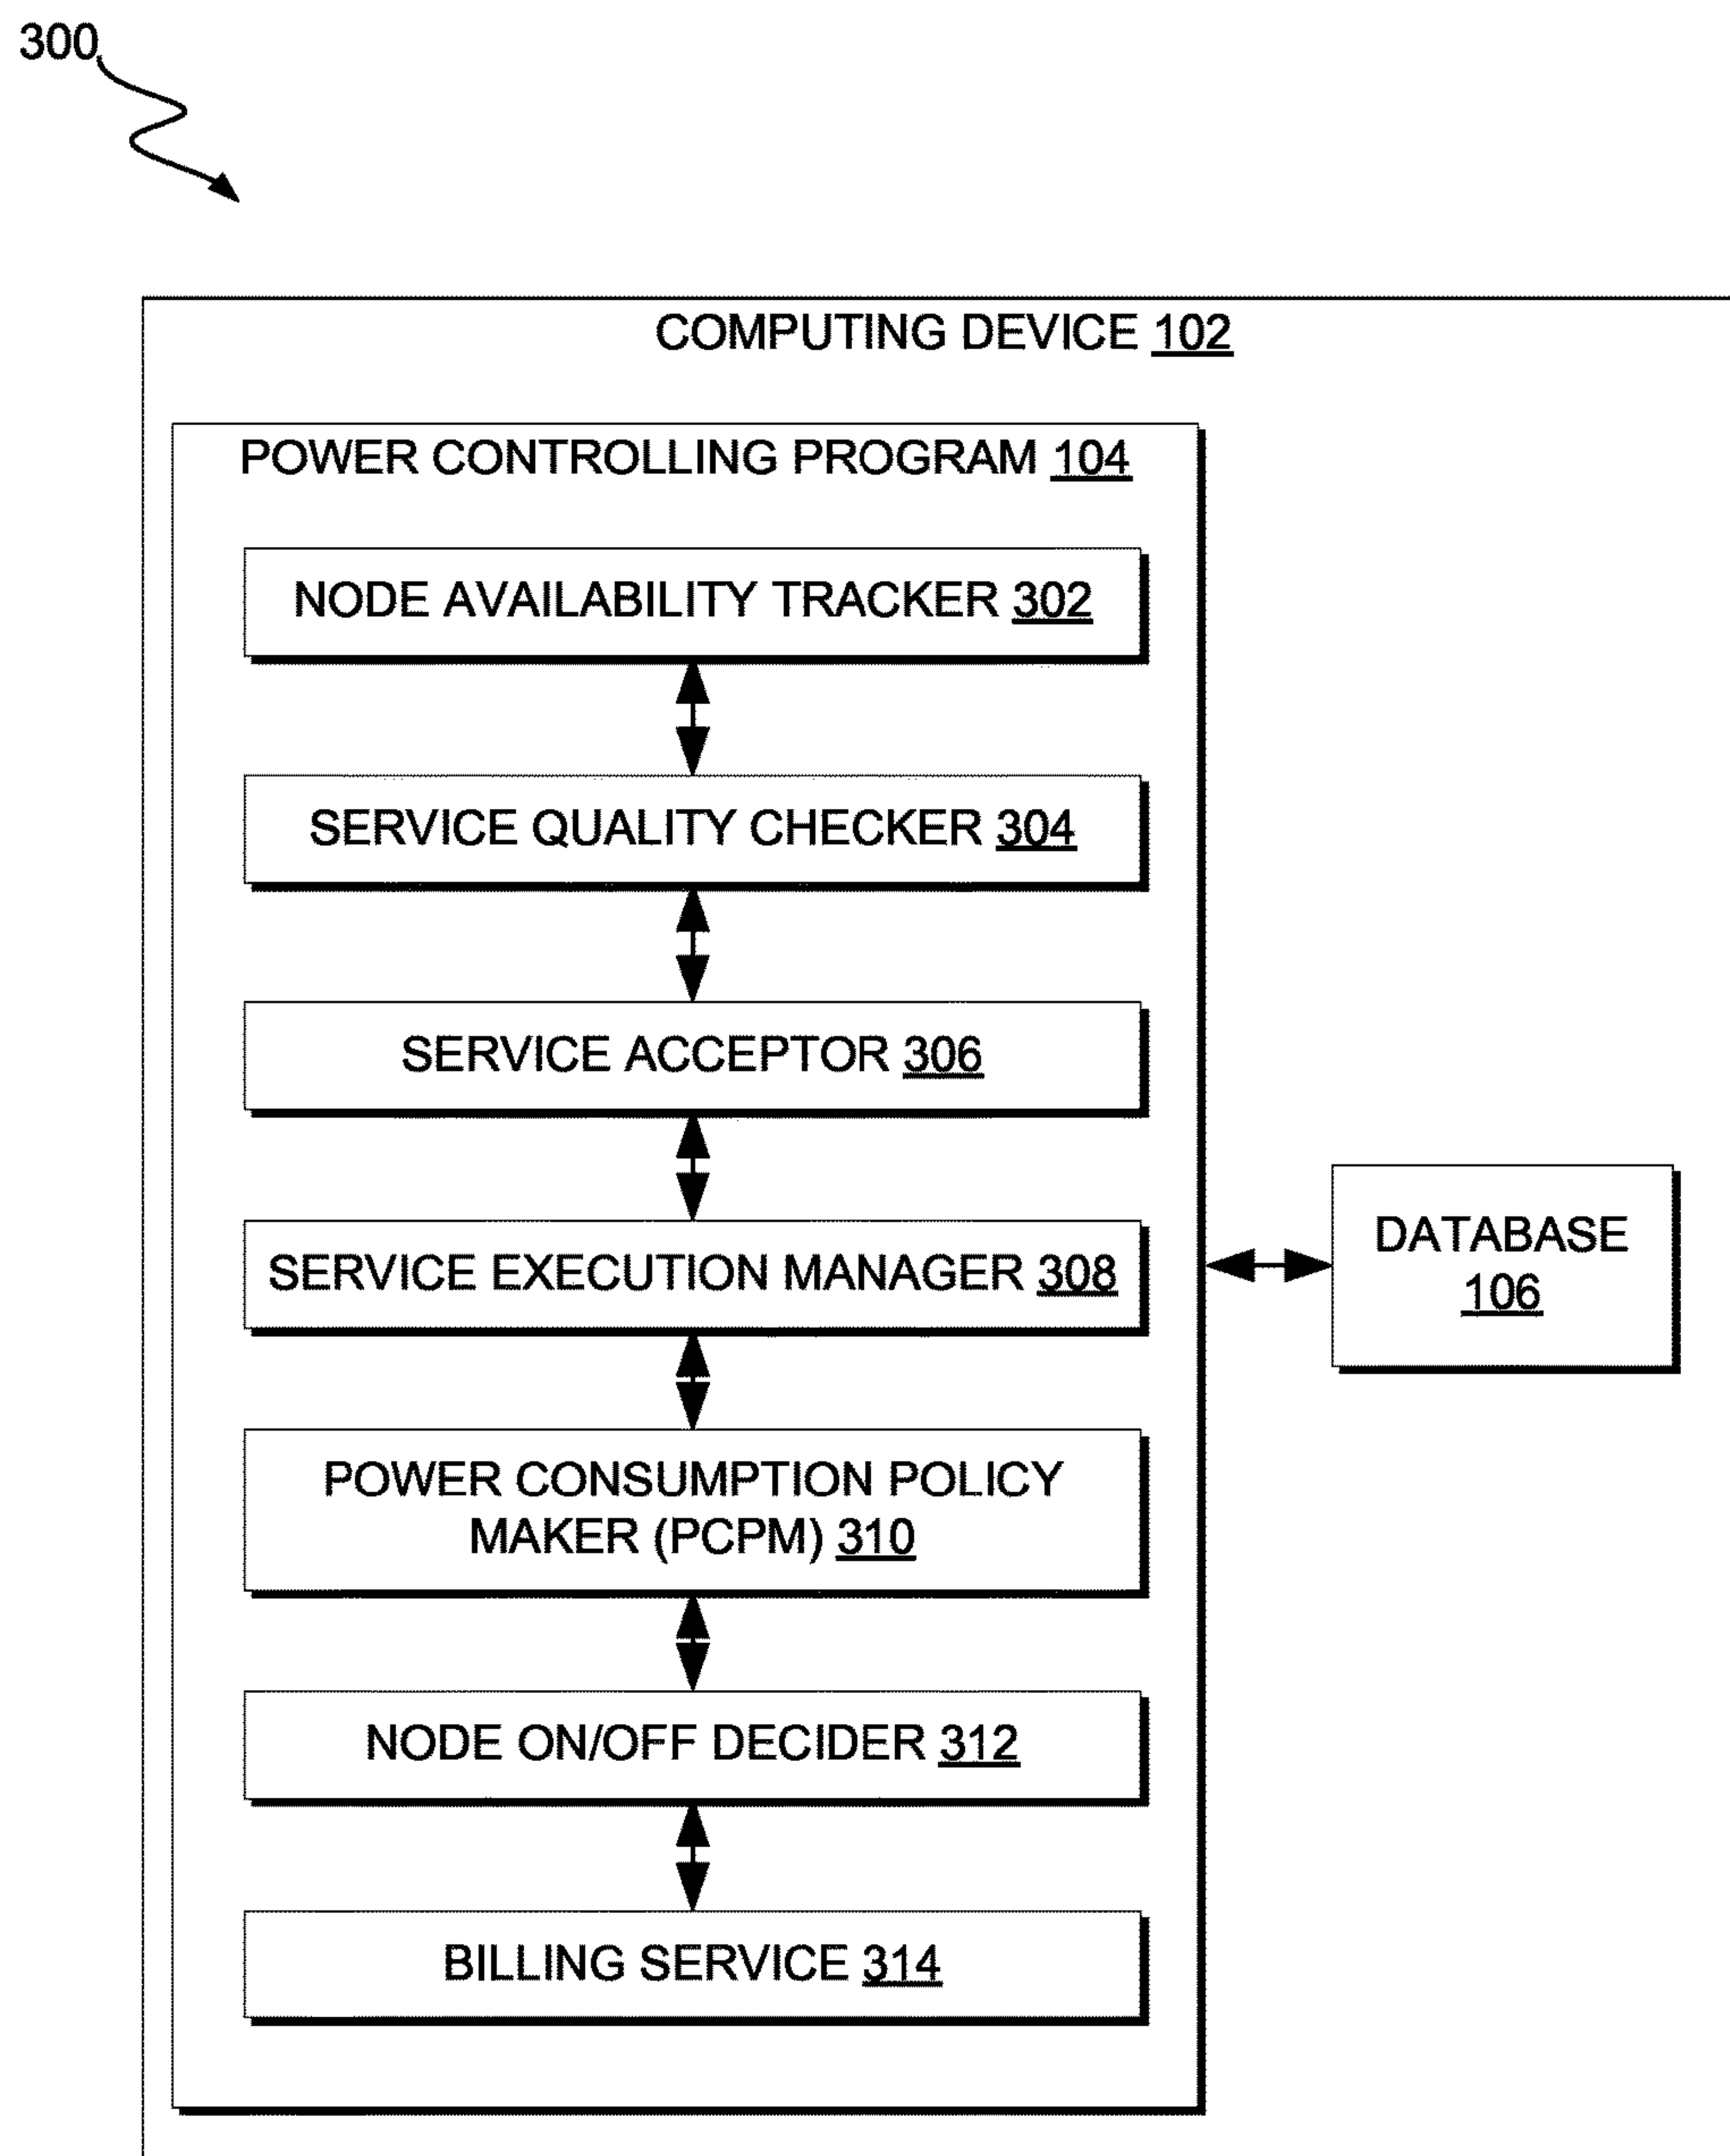 300
COMPUTING DEVICE 102
POWER CONTROLLING PROGRAM 104
NODE AVAILABILITY TRACKER 302
SERVICE QUALITY CHECKER 304
SERVICE ACCEPTOR 306
SERVICE EXECUTION MANAGER 308
POWER CONSUMPTION POLICY
MAKER (PCPM) 310
NODE ON/OFF DECIDER 312
BILLING SERVICE 314
DATABASE
106